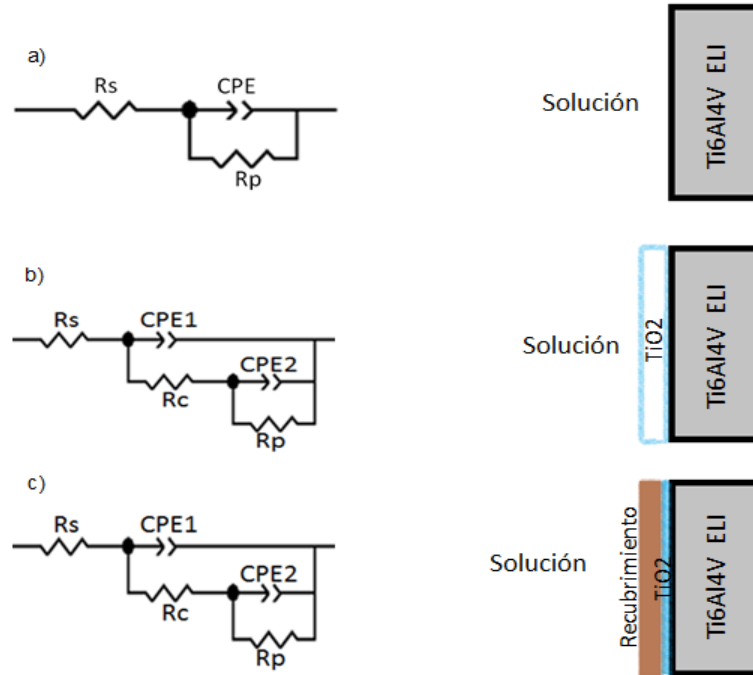 a)
Rs
CPE
Rp
Solución
Ti6Al4V ELI
b)
Rs
CPE1
CPE2
Rc
Rp
Solución
TiO2
Ti6Al4V ELI
c)
Rs
CPE1
CPE2
Rc
Rp
Solución
Recubrimiento
TiO2
Ti6Al4V ELI